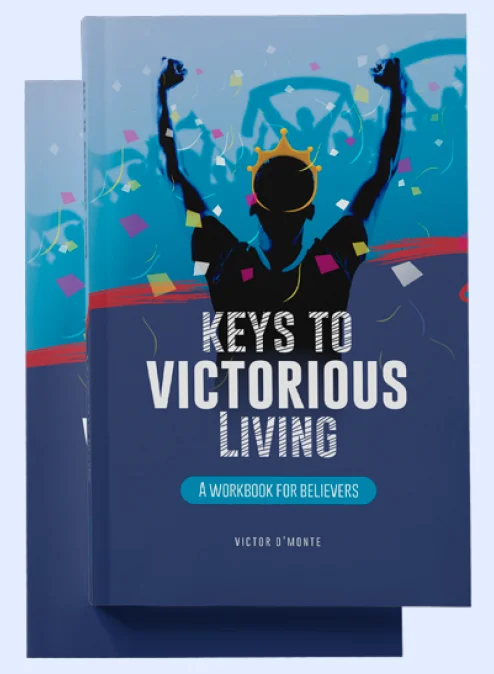 KEYS TO
VICTORIOUS
LIVING
A WORKBOOK FOR BELIEVERS
VICTOR D'MONTE